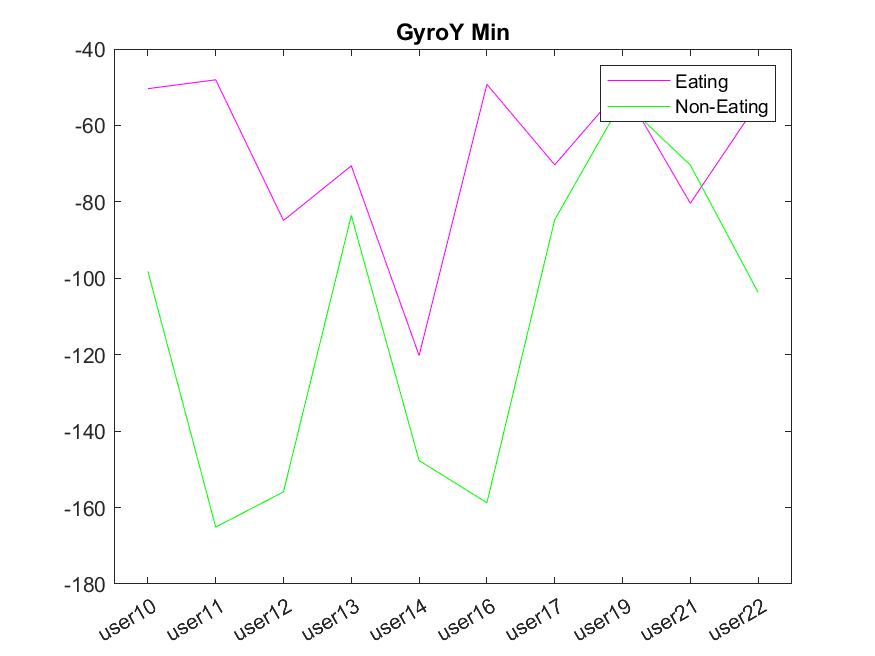 GyroY Min
-40
-60
-80
-100
-120
-140
-160
-180
Eating
Non-Eating
user10
user11
user12
user13
user14
user16
user17
user19
user21
user22